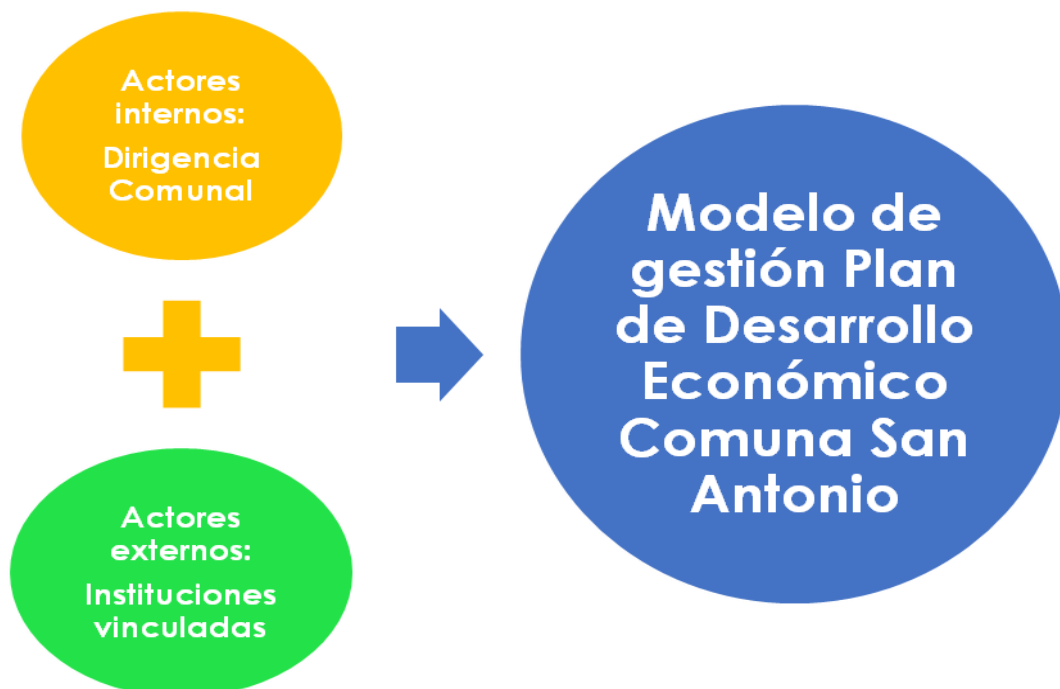 Actores
internos:
Dirigencia
Comunal
Actores
externos:
Instituciones
vinculadas
Modelo de
gestión Plan
de Desarrollo
Económico
Comuna San
Antonio